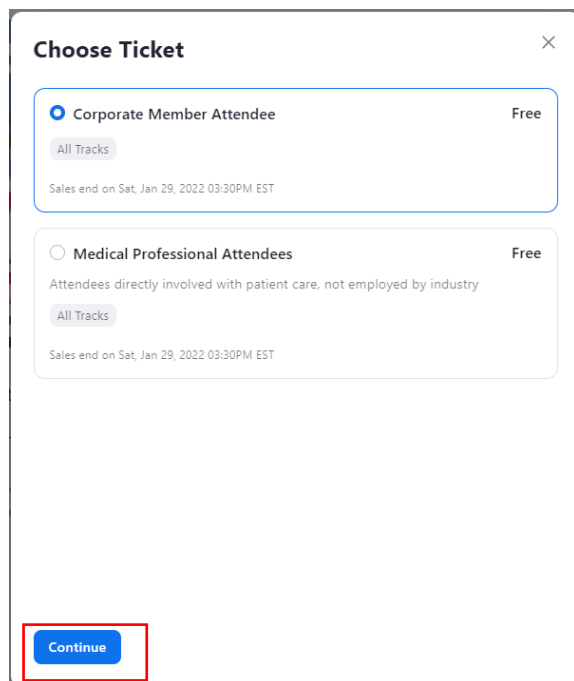 Choose Ticket
Corporate Member Attendee Free
All Tracks
Sales end on Sat, Jan 29, 2022 03:30PM EST
Medical Professional Attendees Free
Attendees directly involved with patient care, not employed by industry
All Tracks
Sales end on Sat, Jan 29, 2022 03:30PM EST
Continue